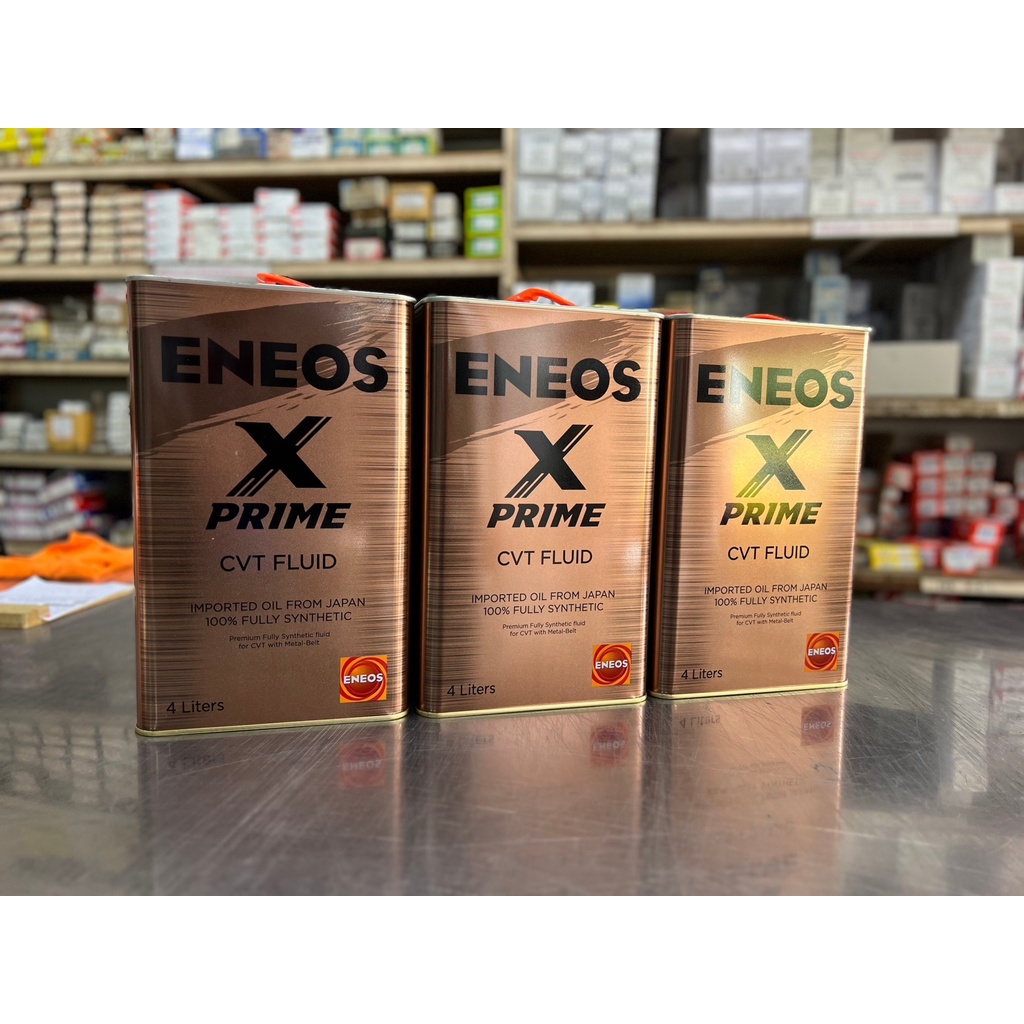 ENEOS
X
PRIME
CVT FLUID
IMPORTED OIL FROM JAPAN
100% FULLY SYNTHETIC
Premium Fully Synthetic fluid
for CVT with Metal-Belt
ENEOS
4 Liters
ENEOS
X
PRIME
CVT FLUID
IMPORTED OIL FROM JAPAN
100% FULLY SYNTHETIC
Premium Fully Synthetic fluid
for CVT with Metal-Belt
ENEOS
4 Liters
ENEOS
X
PRIME
CVT FLUID
IMPORTED OIL FROM JAPAN
100% FULLY SYNTHETIC
Premium Fully Synthetic fluid
for CVT with Metal-Belt
ENEOS
4 Liters